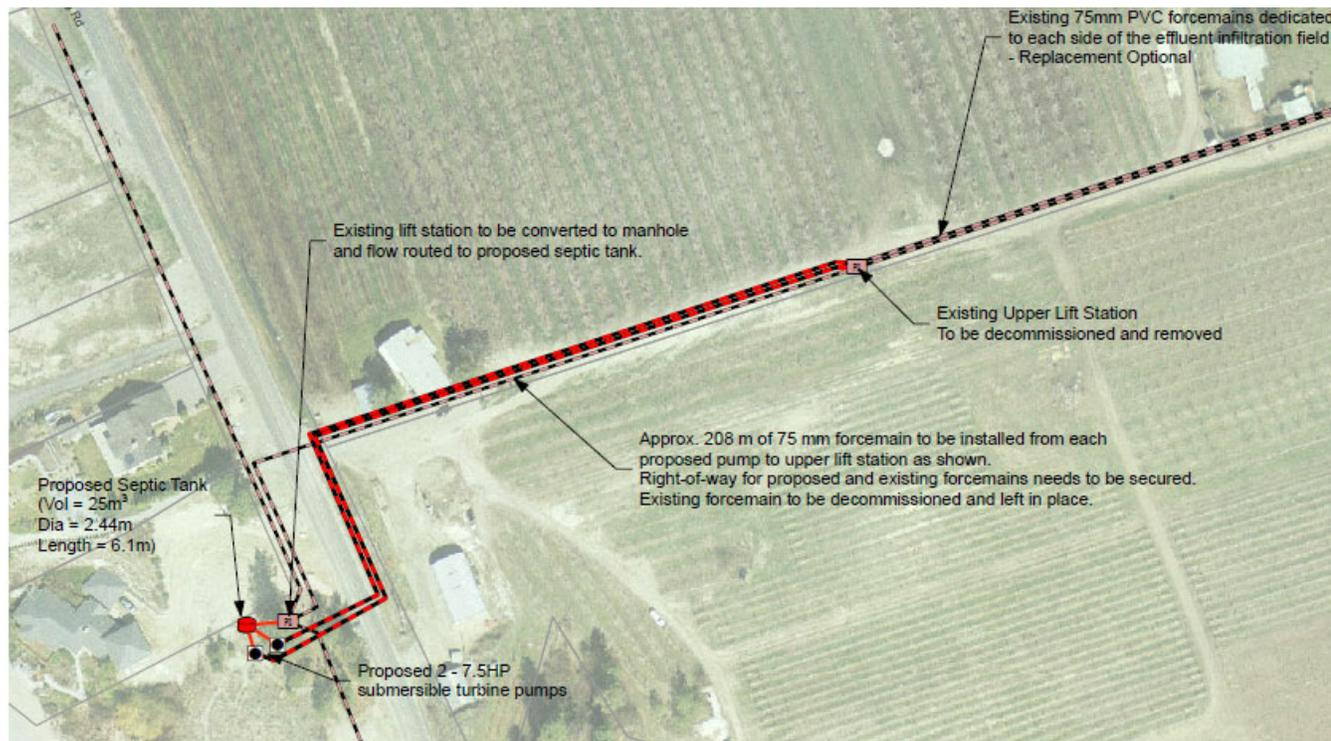 Rd
Existing 75mm PVC forcemains dedicated
to each side of the effluent infiltration field
- Replacement Optional
Existing lift station to be converted to manhole
and flow routed to proposed septic tank.
Existing Upper Lift Station
To be decommissioned and removed
Approx. 208 m of 75 mm forcemain to be installed from each
proposed pump to upper lift station as shown.
Right-of-way for proposed and existing forcemains needs to be secured.
Existing forcemain to be decommissioned and left in place.
Proposed Septic Tank
(Vol = 25m³
Dia = 2.44m
Length = 6.1m)
Proposed 2 - 7.5HP
submersible turbine pumps